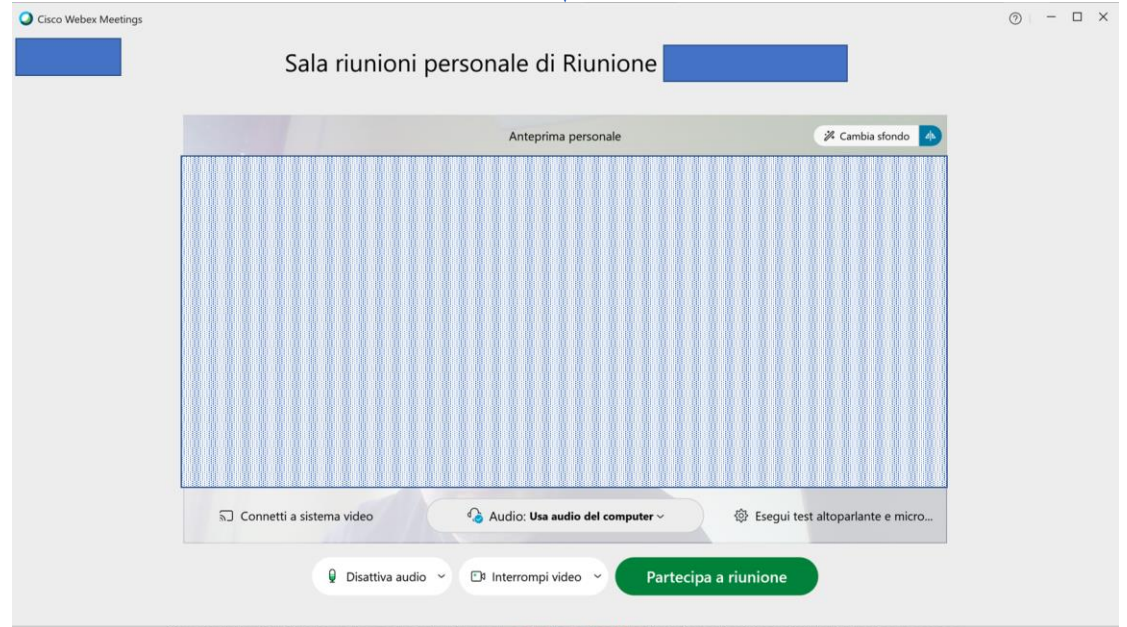 Cisco Webex Meetings
Sala riunioni personale di Riunione
Anteprima personale
Cambia sfondo
Connetti a sistema video
Audio: Usa audio del computer
Esegui test altoparlante e micro...
Disattiva audio
Interrompi video
Partecipa a riunione